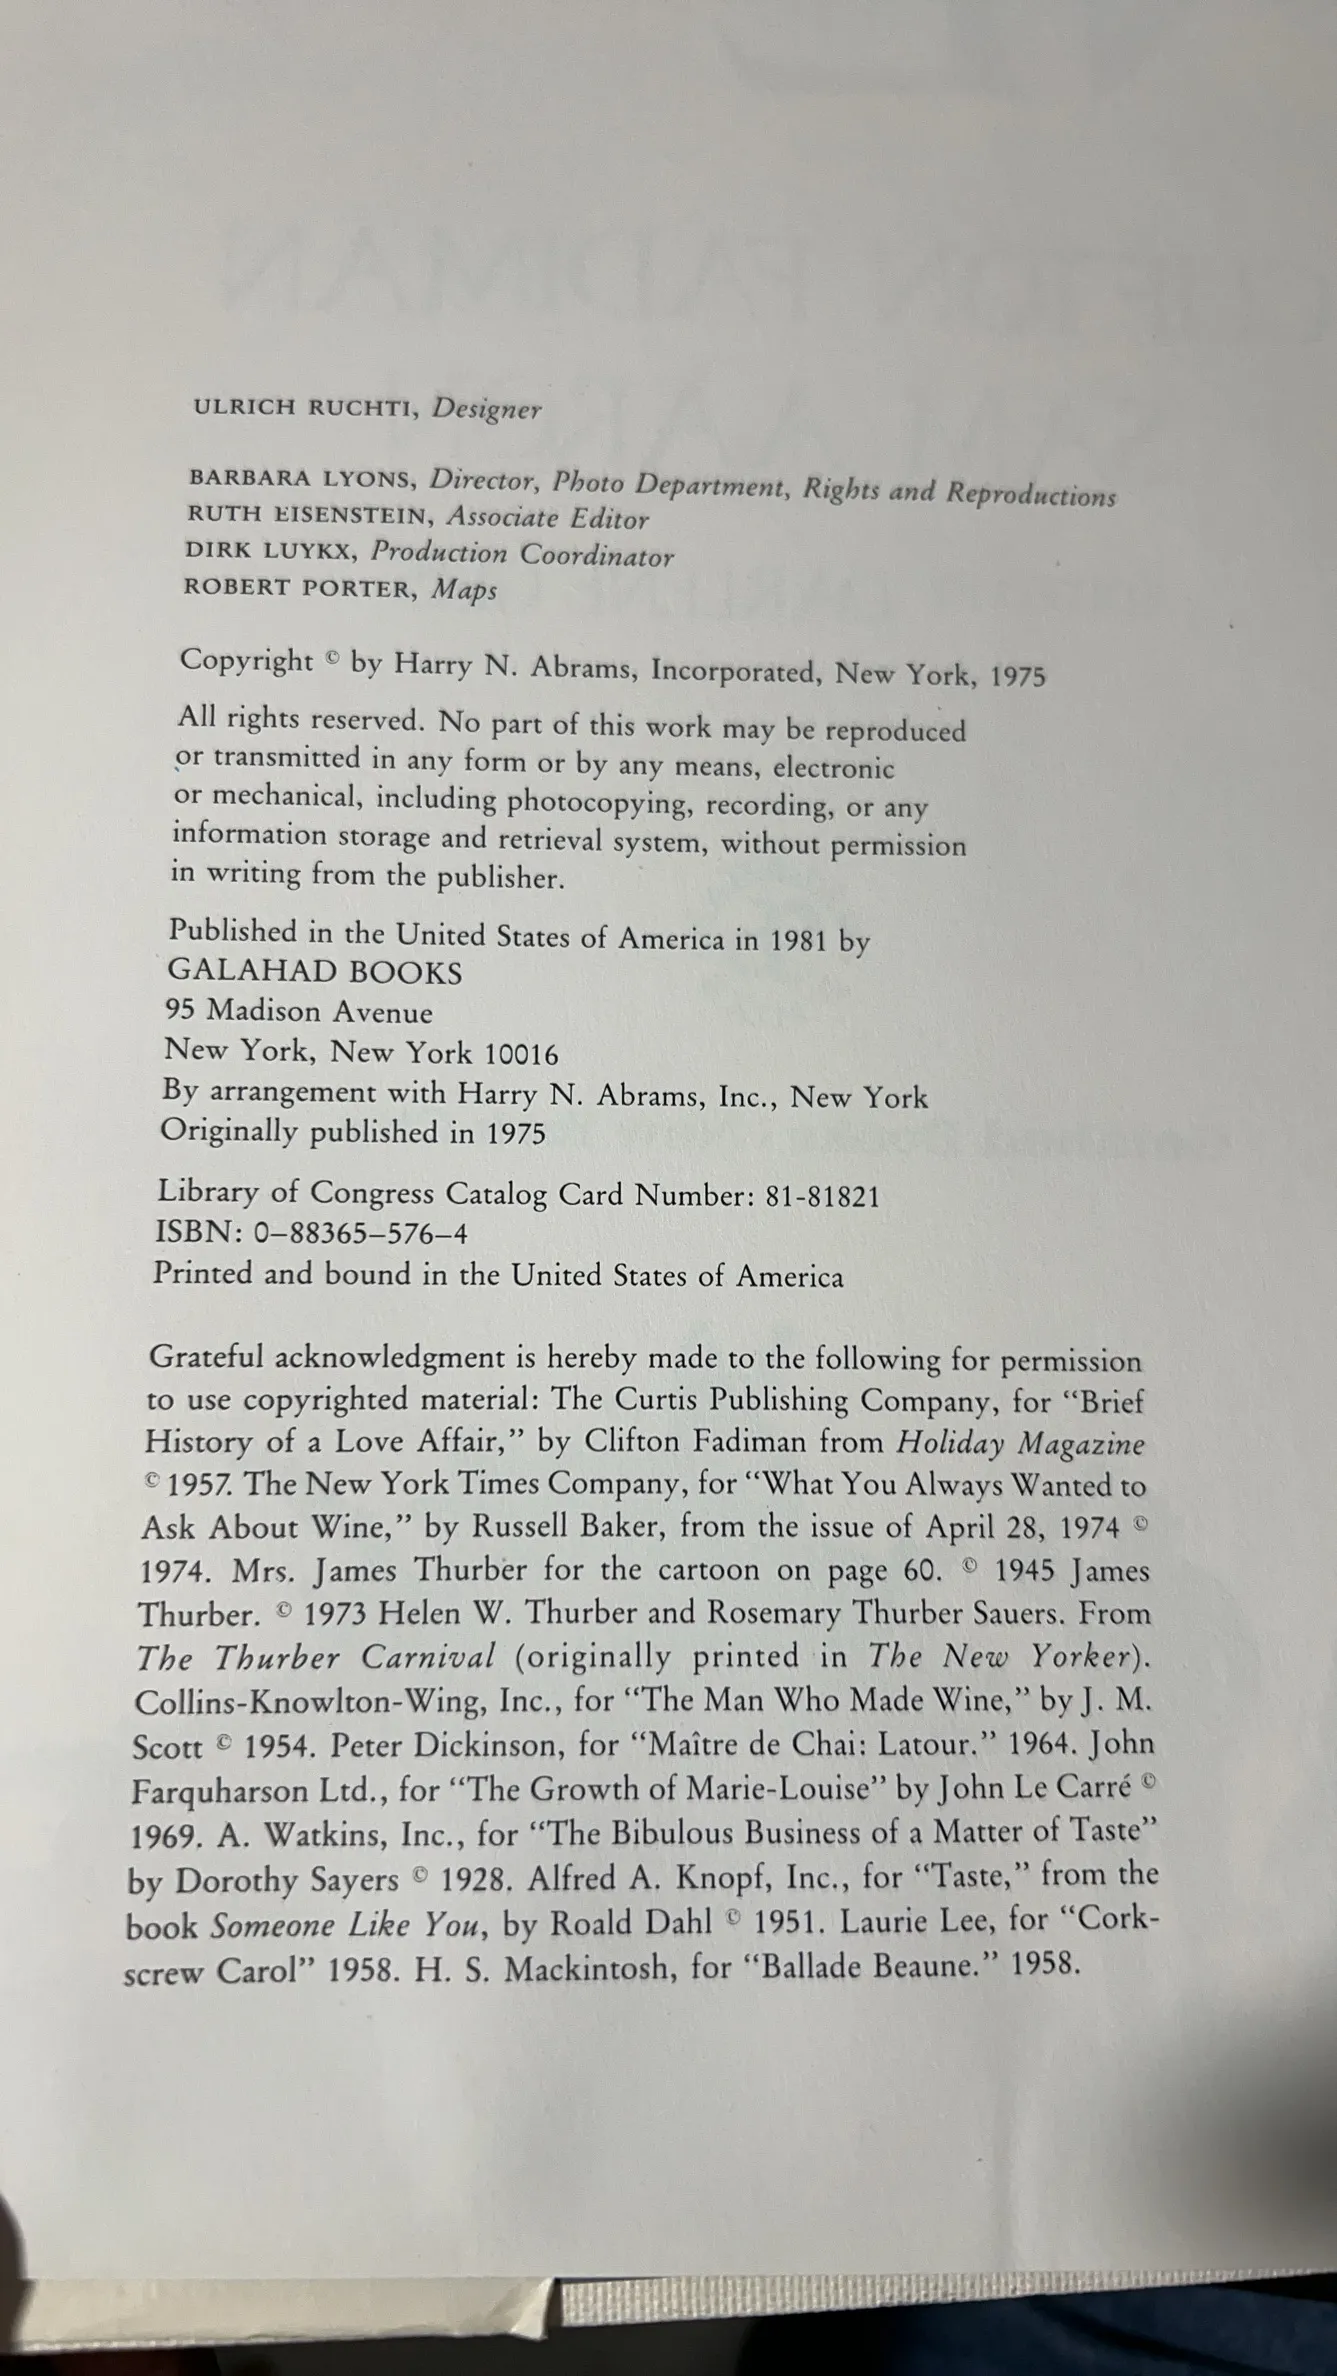 ULRICH RUCHTI, Designer
BARBARA LYONS, Director, Photo Department, Rights and Reproductions
RUTH EISENSTEIN, Associate Editor
DIRK LUYKX, Production Coordinator
ROBERT PORTER, Maps
Copyright © by Harry N. Abrams, Incorporated, New York, 1975
All rights reserved. No part of this work may be reproduced
or transmitted in any form or by any means, electronic
or mechanical, including photocopying, recording, or any
information storage and retrieval system, without permission
in writing from the publisher.
Published in the United States of America in 1981 by
GALAHAD BOOKS
95 Madison Avenue
New York, New York 10016
By arrangement with Harry N. Abrams, Inc., New York
Originally published in 1975
Library of Congress Catalog Card Number: 81-81821
ISBN: 0–88365–576–4
Printed and bound in the United States of America
Grateful acknowledgment is hereby made to the following for permission
to use copyrighted material: The Curtis Publishing Company, for “Brief
History of a Love Affair,” by Clifton Fadiman from Holiday Magazine
© 1957. The New York Times Company, for “What You Always Wanted to
Ask About Wine,” by Russell Baker, from the issue of April 28, 1974 ©
1974. Mrs. James Thurber for the cartoon on page 60. © 1945 James
Thurber. © 1973 Helen W. Thurber and Rosemary Thurber Sauers. From
The Thurber Carnival (originally printed in The New Yorker).
Collins-Knowlton-Wing, Inc., for “The Man Who Made Wine,” by J. M.
Scott © 1954. Peter Dickinson, for “Maître de Chai: Latour.” 1964. John
Farquharson Ltd., for “The Growth of Marie-Louise” by John Le Carré ©
1969. A. Watkins, Inc., for “The Bibulous Business of a Matter of Taste”
by Dorothy Sayers © 1928. Alfred A. Knopf, Inc., for “Taste,” from the
book Someone Like You, by Roald Dahl © 1951. Laurie Lee, for “Cork-
screw Carol” 1958. H. S. Mackintosh, for “Ballade Beaune.” 1958.